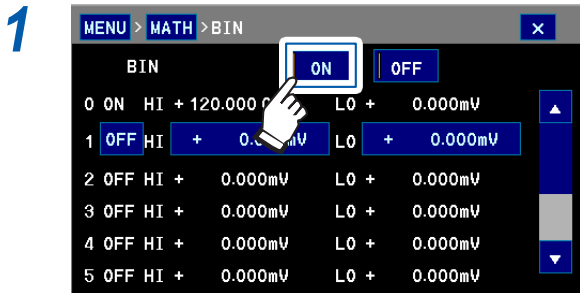 1
MENU > MATH >BIN ×
BIN ON OFF
0 ON HI + 120.000 LO + 0.000mV
1 OFF HI + LO + 0.000mV
2 OFF HI + 0.000mV LO + 0.000mV
3 OFF HI + 0.000mV LO + 0.000mV
4 OFF HI + 0.000mV LO + 0.000mV
5 OFF HI + 0.000mV LO + 0.000mV